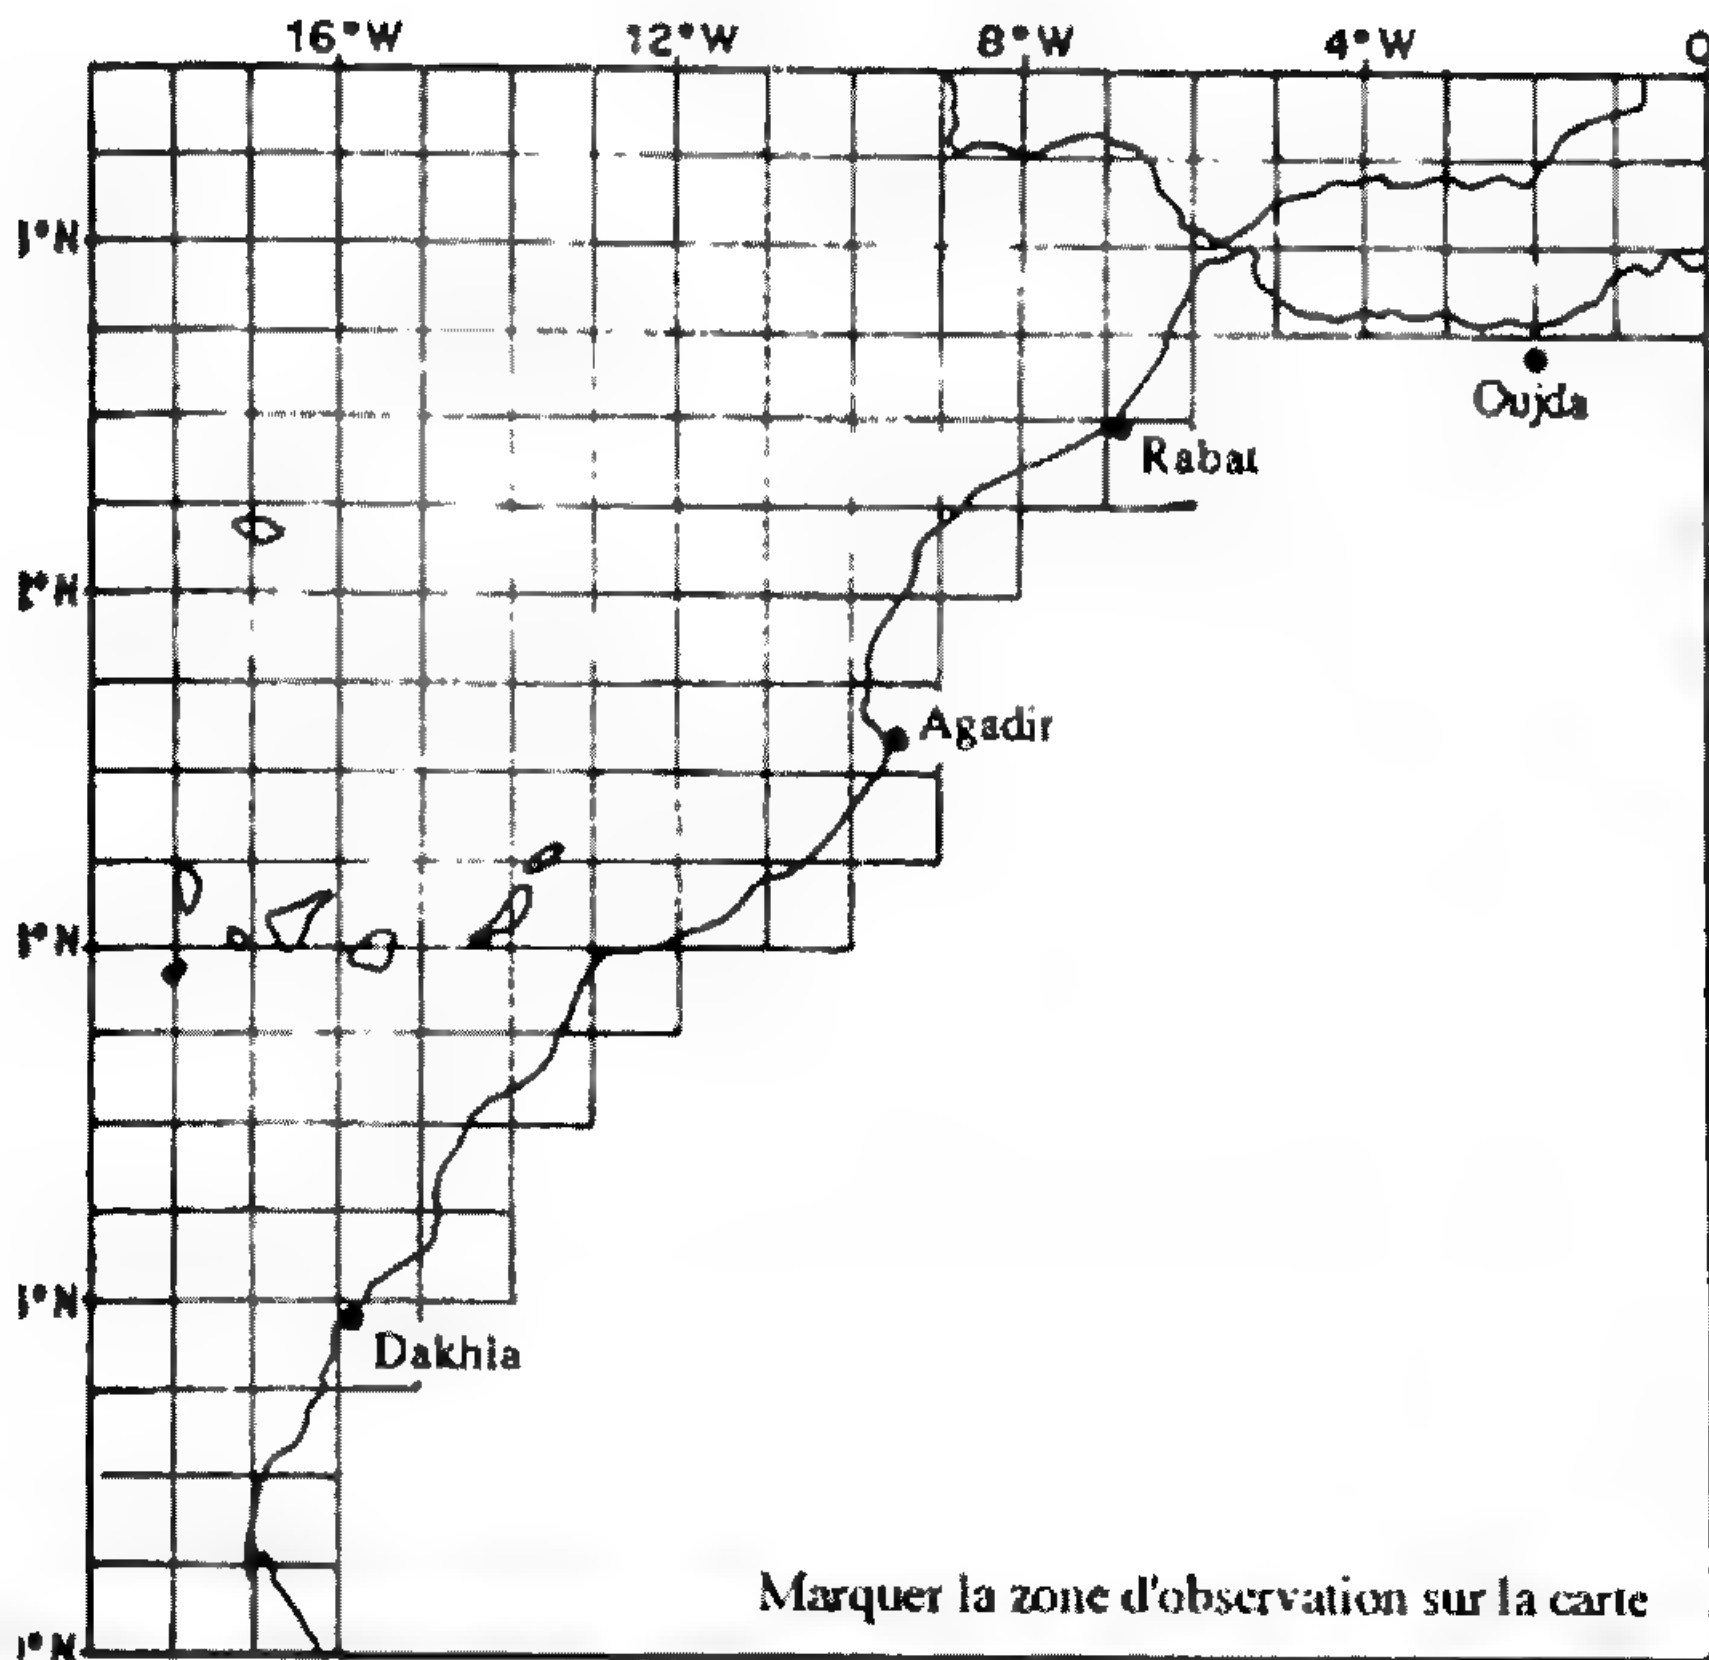 16°W 12°W 8°W 4°W
Oujda
Rabat
Agadir
Dakhla
Marquer la zone d'observation sur la carte